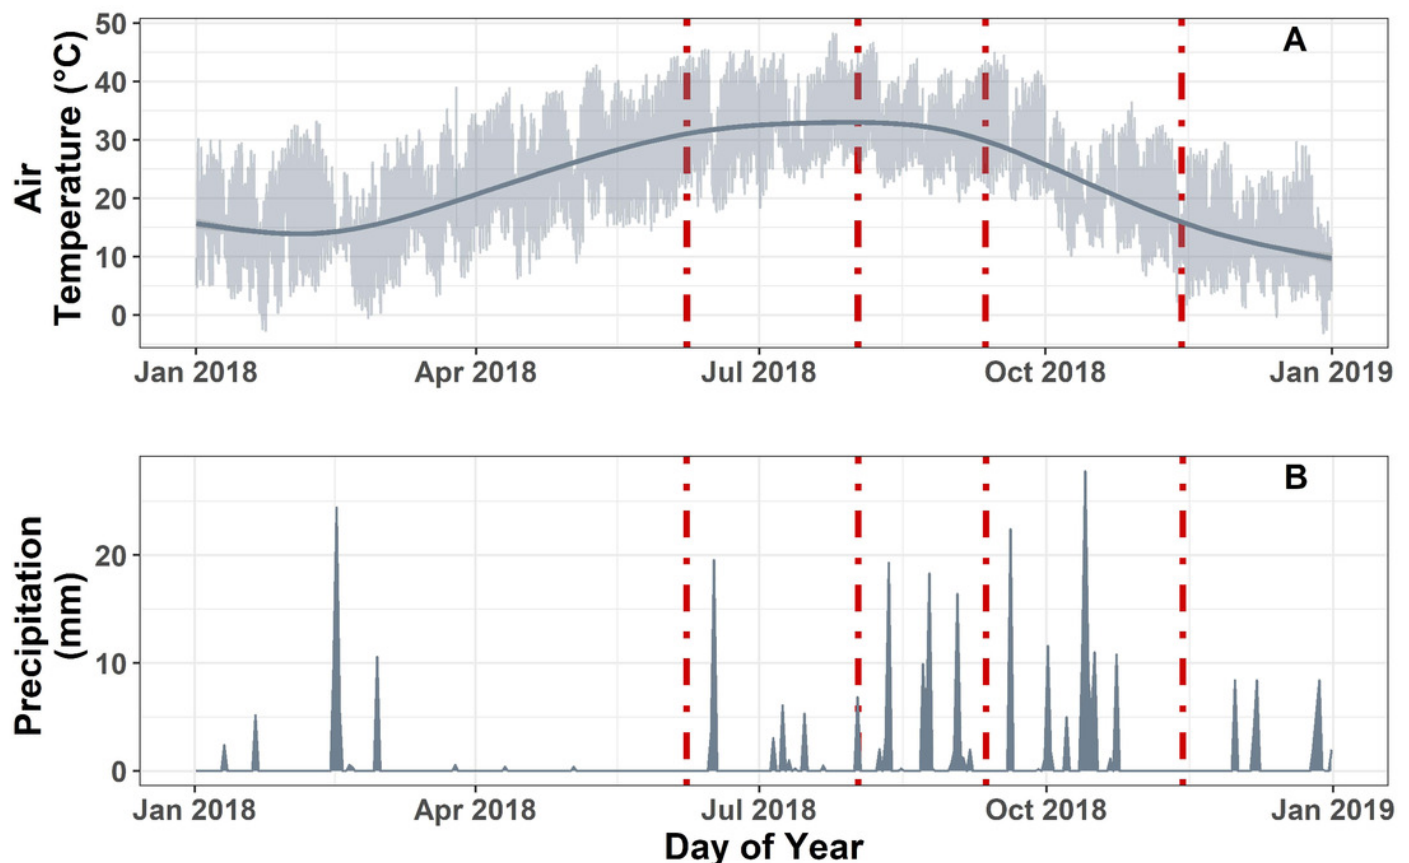 A
Air
Temperature (°C)
50
40
30
20
10
0
Jan 2018 Apr 2018 Jul 2018 Oct 2018 Jan 2019
B
Precipitation
(mm)
20
10
0
Jan 2018 Apr 2018 Jul 2018 Oct 2018 Jan 2019
Day of Year